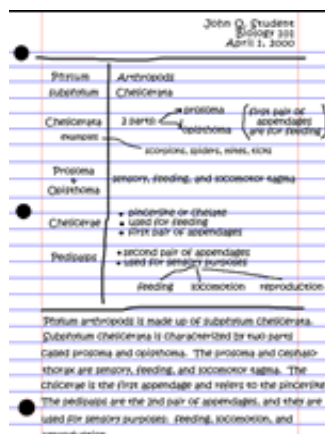 John Q. Student
Biology 101
April 1, 2000
Phylum Arthropods
subphylum Chelicerata
Chelicerata 2 parts: prosoma opisthoma (first pair of appendages are for feeding)
examples
scorpions, spiders, mites, ticks
Prosoma + Opisthoma sensory, feeding, and locomotor tagma
Chelicerae • pincerlike or chelate
• used for feeding
• first pair of appendages
Pedipalps • second pair of appendages
• used for sensory purposes
feeding locomotion reproduction
Phylum arthropods is made up of subphylum Chelicerata.
Subphylum Chelicerata is characterized by two parts
called prosoma and opisthoma. The prosoma and cephalo-
thorax are sensory, feeding, and locomotor tagma. The
chilcerae is the first appendage and refers to the pincerlike
The pedipalps are the 2nd pair of appendages, and they are
used for sensory purposes: feeding, locomotion, and